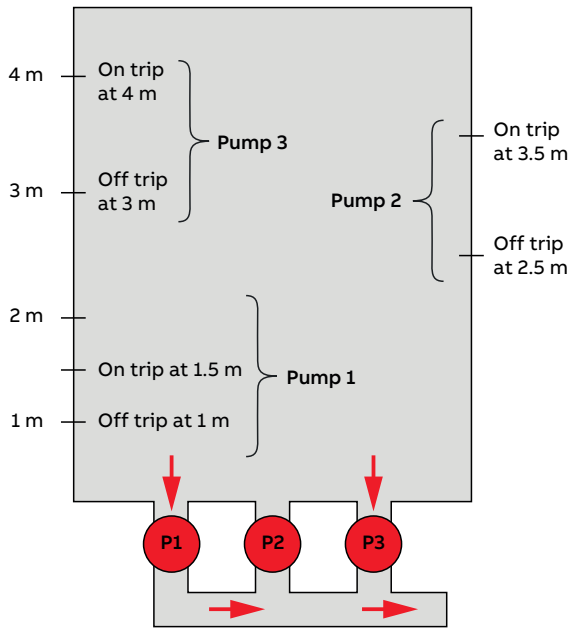 4 m
On trip
at 4 m
Pump 3
3 m
Off trip
at 3 m
On trip
at 3.5 m
Pump 2
Off trip
at 2.5 m
2 m
On trip at 1.5 m
Pump 1
1 m
Off trip at 1 m
P1
P2
P3